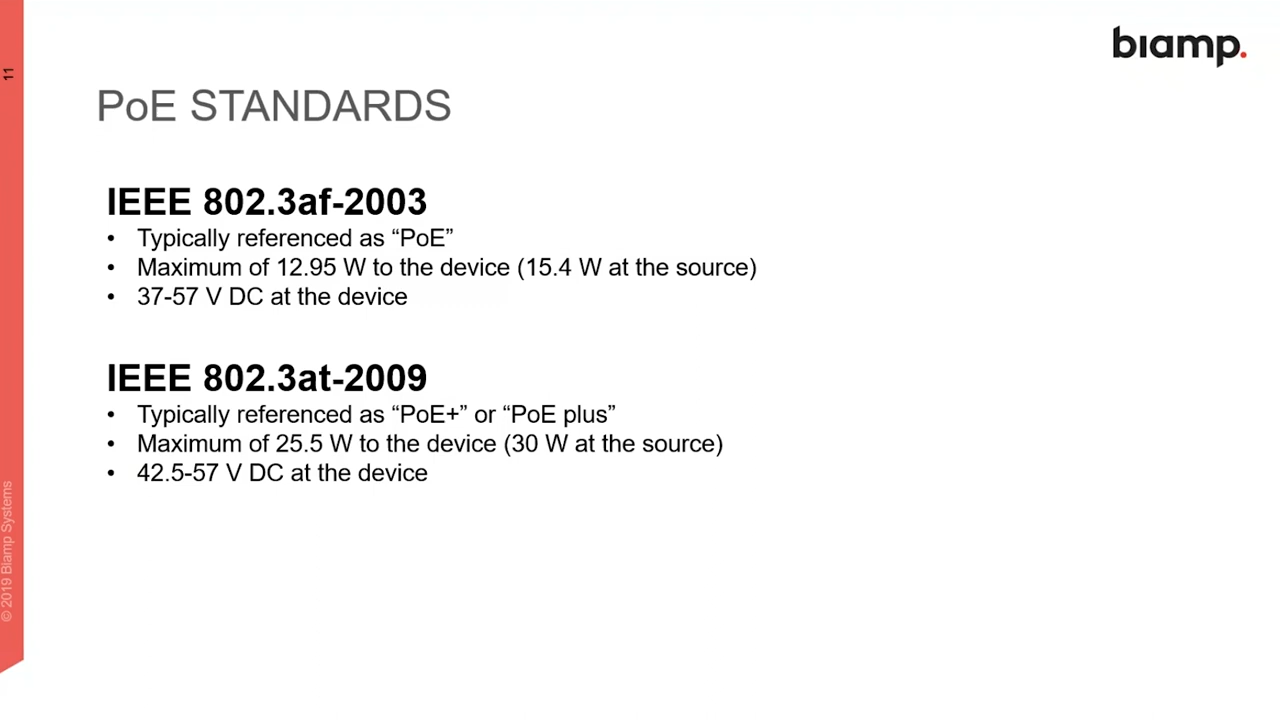 biamp.
11
PoE STANDARDS
IEEE 802.3af-2003
• Typically referenced as “PoE”
• Maximum of 12.95 W to the device (15.4 W at the source)
• 37-57 V DC at the device
IEEE 802.3at-2009
• Typically referenced as “PoE+” or “PoE plus”
• Maximum of 25.5 W to the device (30 W at the source)
• 42.5-57 V DC at the device
© 2019 Biamp Systems